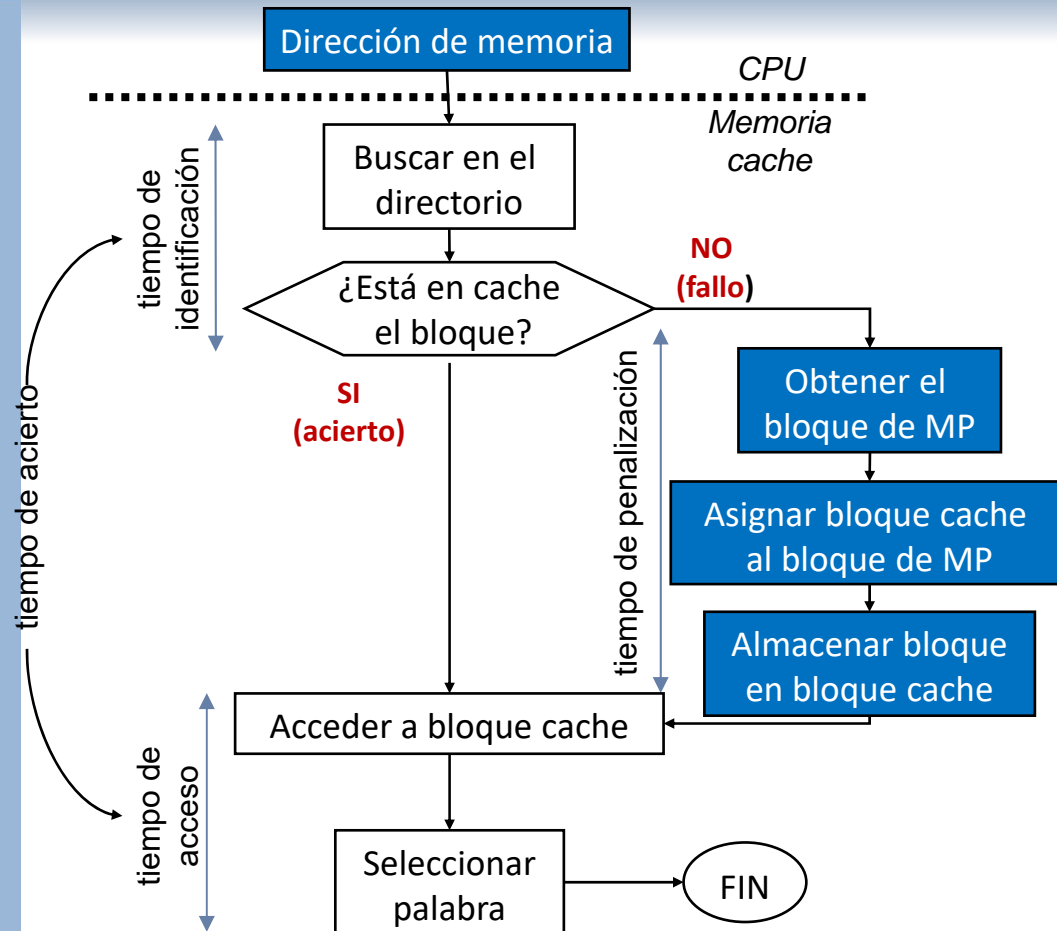 Dirección de memoria
CPU
Memoria
cache
Buscar en el
directorio
tiempo de
identificación
¿Está en cache
el bloque?
NO
(fallo)
SI
(acierto)
tiempo de acierto
tiempo de penalización
Obtener el
bloque de MP
Asignar bloque cache
al bloque de MP
Almacenar bloque
en bloque cache
Acceder a bloque cache
tiempo de
acceso
Seleccionar
palabra
FIN